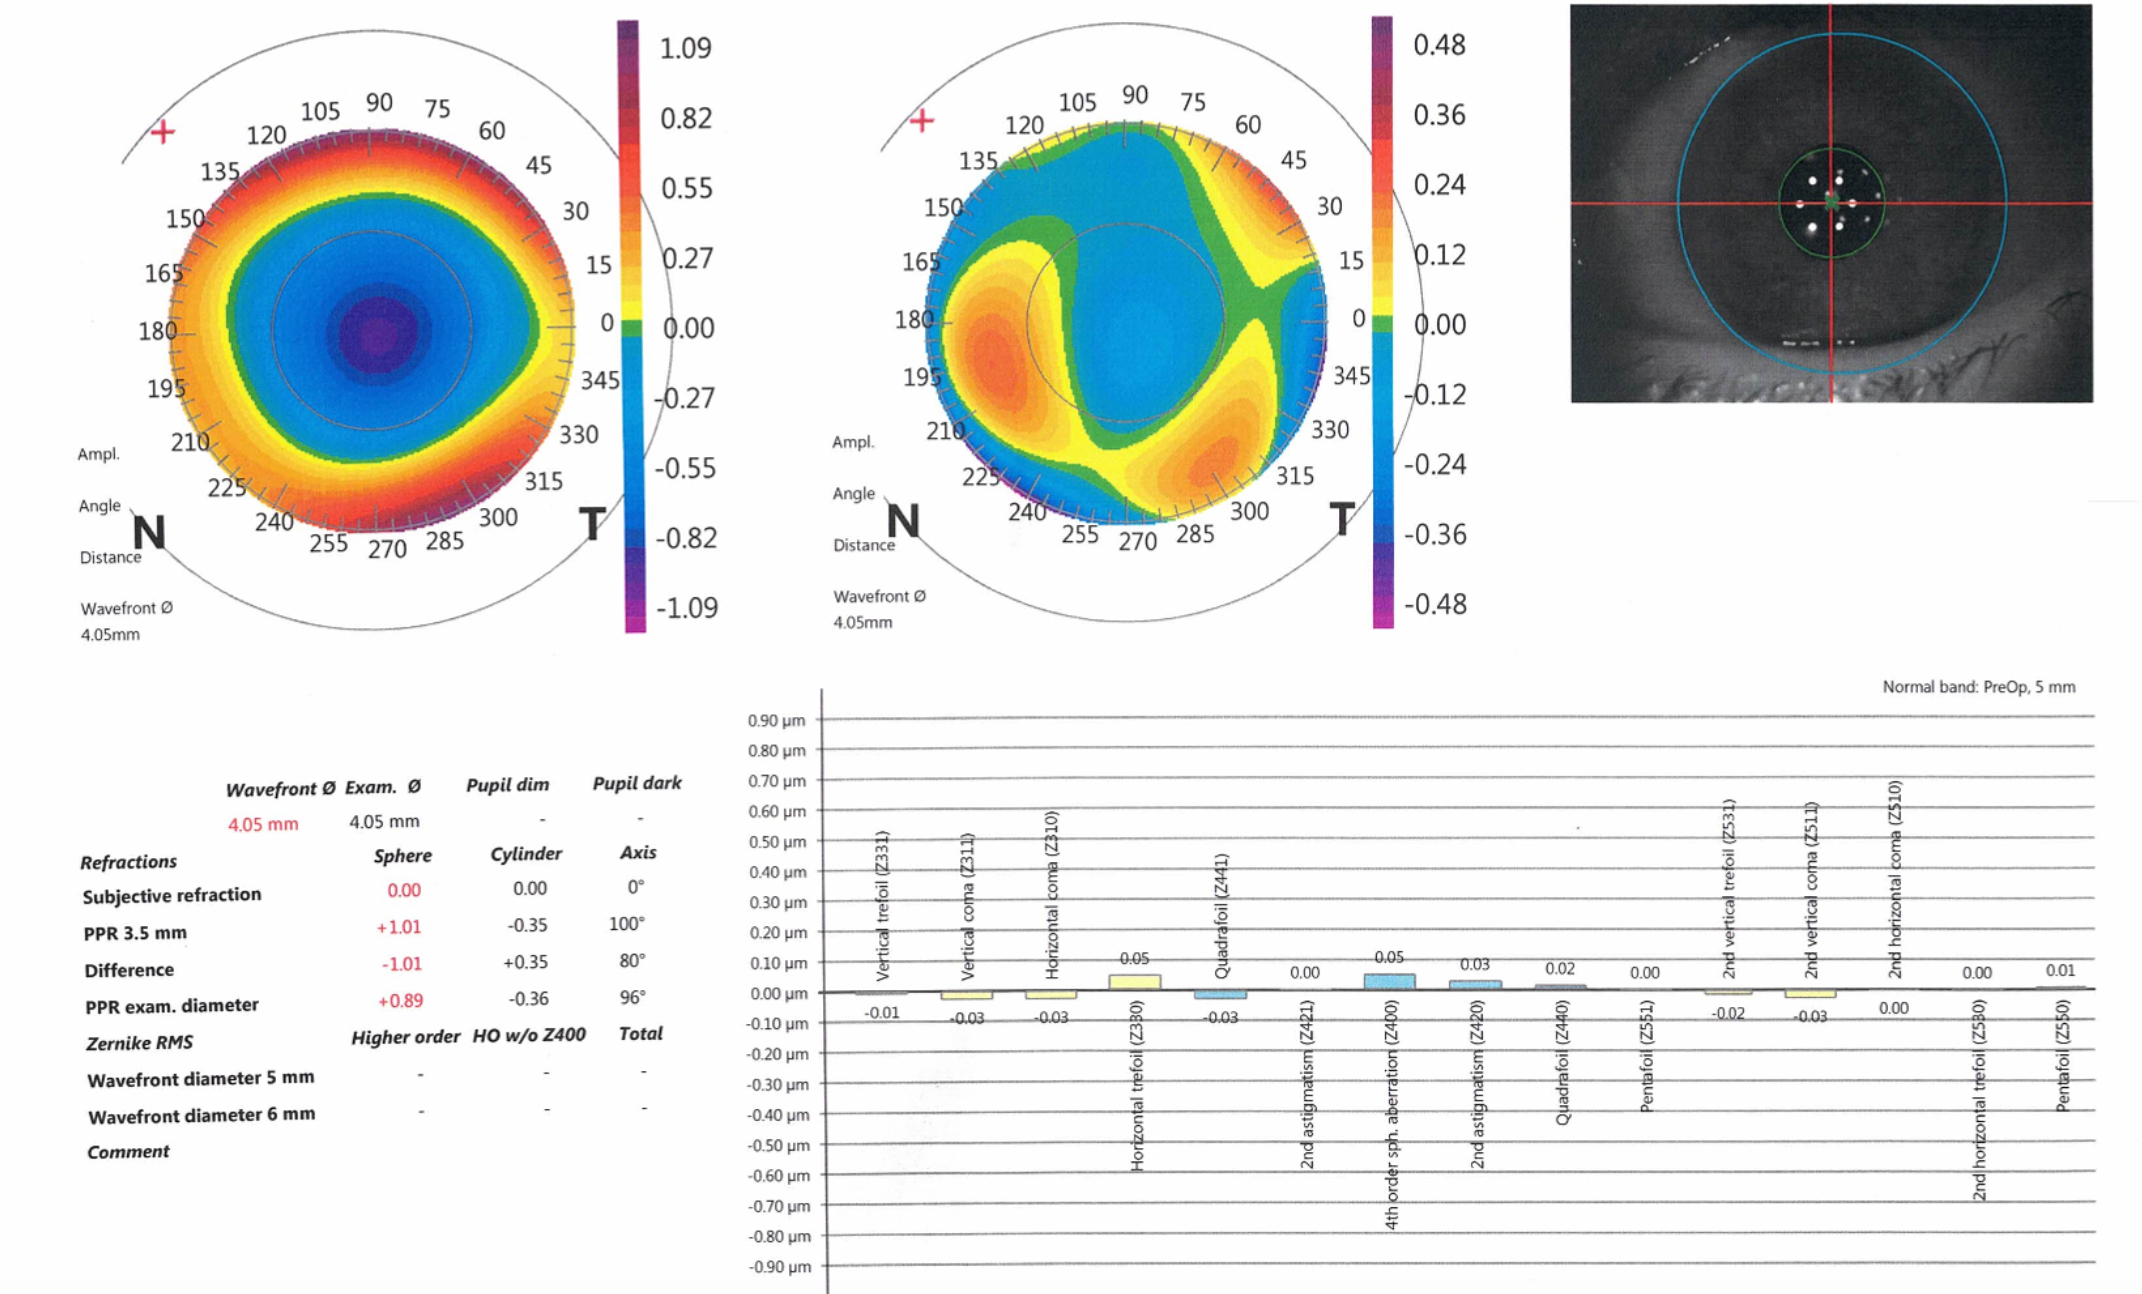 105 90 75
120 60
135 45
150 30
165 15
180 0
195 345
210 330
225 315
240 300
255 270 285
Ampl.
Angle
Distance
N T
Wavefront Ø
4.05mm
1.09
0.82
0.55
0.27
0.00
-0.27
-0.55
-0.82
-1.09
105 90 75
120 60
135 45
150 30
165 15
180 0
195 345
210 330
225 315
240 300
255 270 285
Ampl.
Angle
Distance
N T
Wavefront Ø
4.05mm
0.48
0.36
0.24
0.12
0.00
-0.12
-0.24
-0.36
-0.48
Wavefront Ø Exam. Ø Pupil dim Pupil dark
4.05 mm 4.05 mm - -
Refractions Sphere Cylinder Axis
Subjective refraction 0.00 0.00 0°
PPR 3.5 mm +1.01 -0.35 100°
Difference -1.01 +0.35 80°
PPR exam. diameter +0.89 -0.36 96°
Zernike RMS Higher order HO w/o Z400 Total
Wavefront diameter 5 mm - - -
Wavefront diameter 6 mm - - -
Comment
Normal band: PreOp, 5 mm
0.90 µm
0.80 µm
0.70 µm
0.60 µm
0.50 µm
0.40 µm
0.30 µm
0.20 µm
0.10 µm
0.00 µm
-0.10 µm
-0.20 µm
-0.30 µm
-0.40 µm
-0.50 µm
-0.60 µm
-0.70 µm
-0.80 µm
-0.90 µm
Vertical trefoil (Z331)
-0.01
Vertical coma (Z311)
-0.03
Horizontal coma (Z310)
-0.03
0.05
Horizontal trefoil (Z330)
Quadrafoil (Z441)
-0.03
0.00
2nd astigmatism (Z421)
0.05
4th order sph. aberration (Z400)
0.03
2nd astigmatism (Z420)
0.02
Quadrafoil (Z440)
0.00
Pentafoil (Z551)
2nd vertical trefoil (Z531)
-0.02
2nd vertical coma (Z511)
-0.03
2nd horizontal coma (Z510)
0.00
0.00
2nd horizontal trefoil (Z530)
0.01
Pentafoil (Z550)